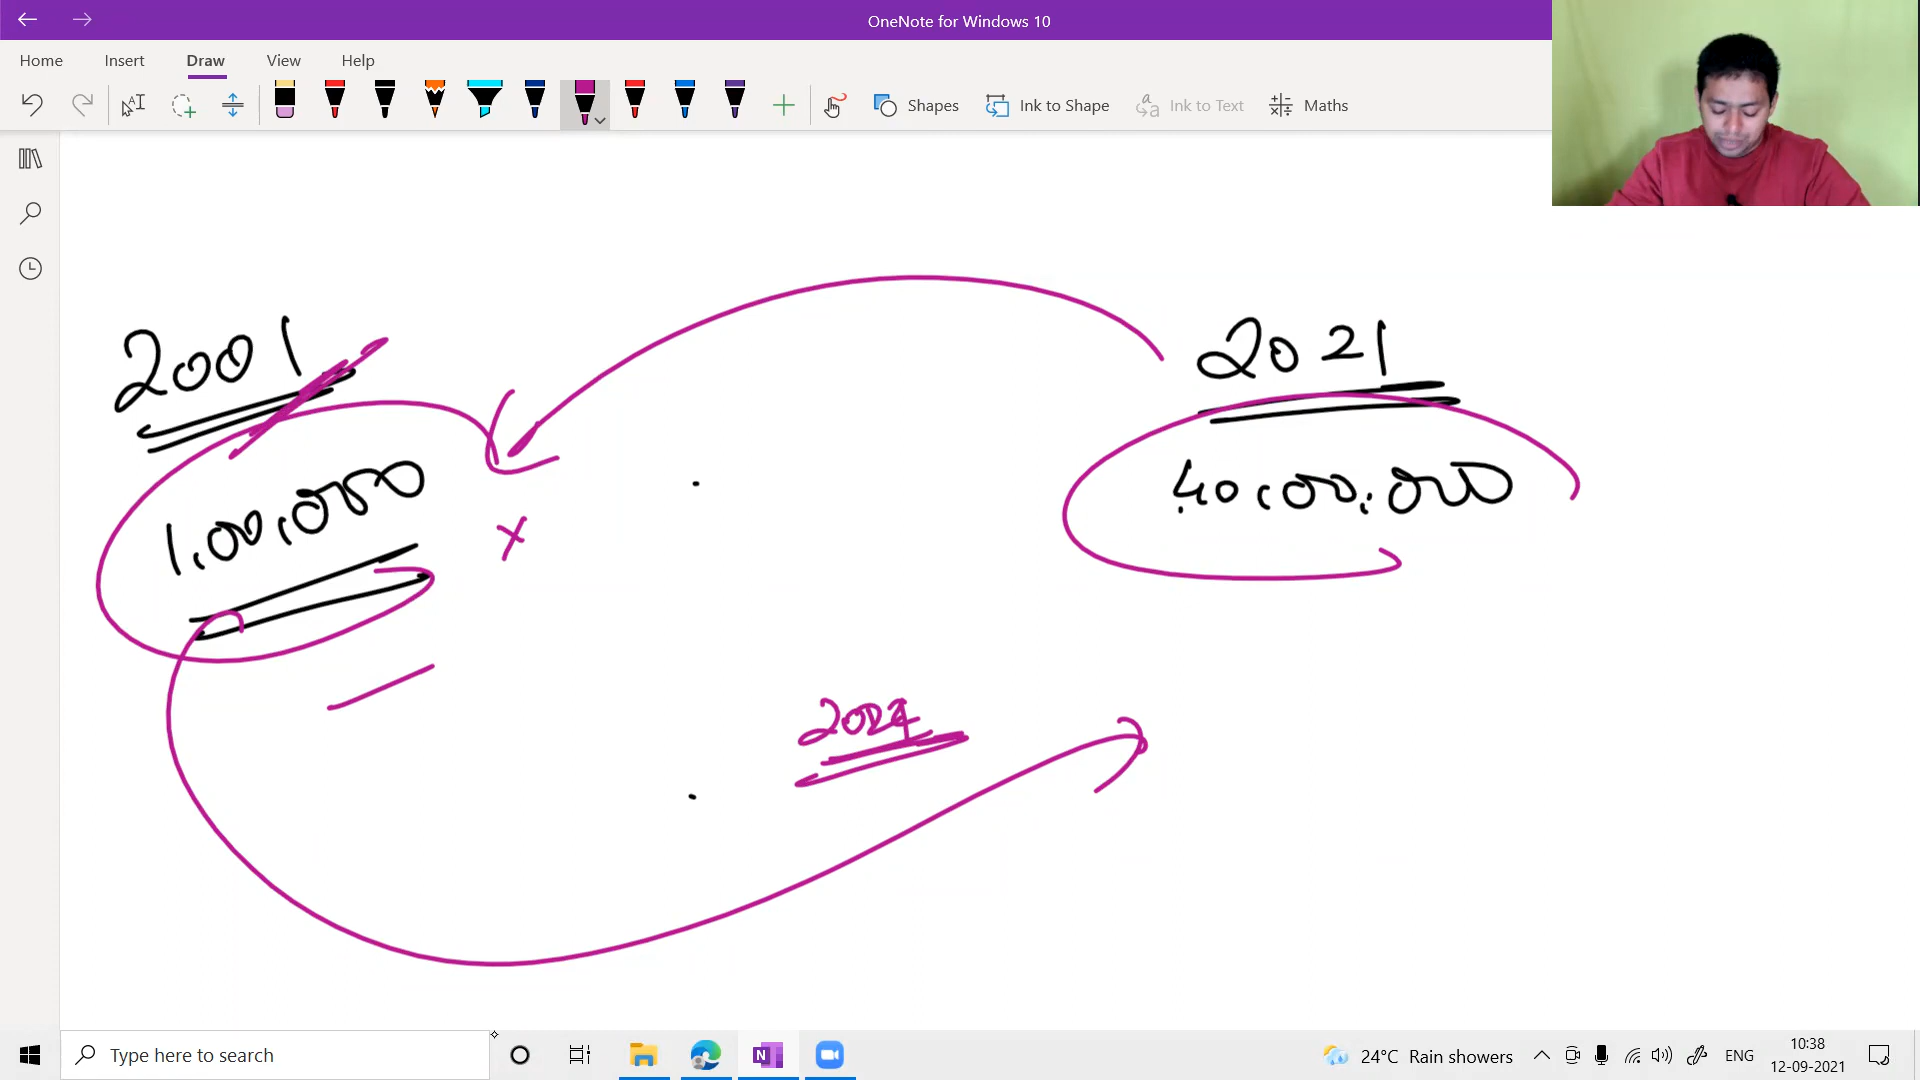 OneNote for Windows 10
Home Insert Draw View Help
Shapes Ink to Shape Ink to Text Maths
2001
2021
1,00,000
40,00,000
x
Type here to search
24°C Rain showers
ENG
10:38
12-09-2021